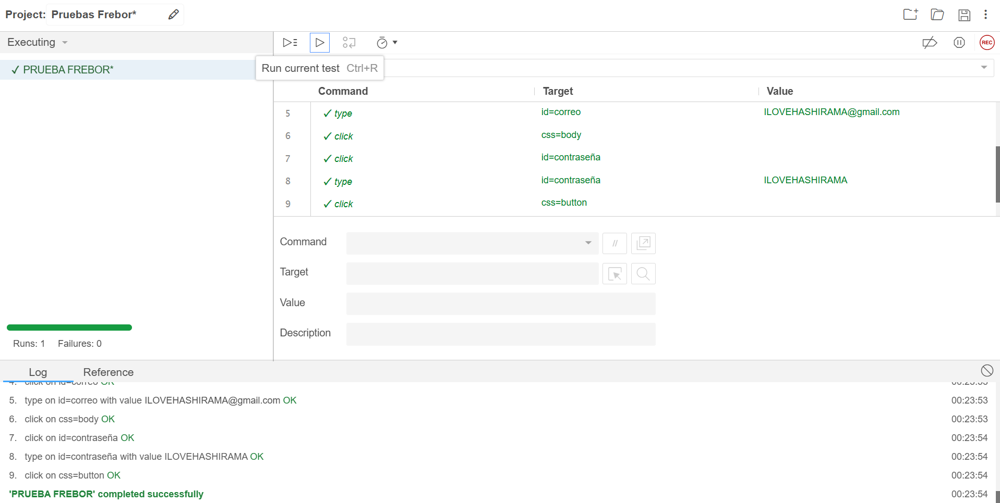 Project: Pruebas Frebor*
Executing
REC
✓ PRUEBA FREBOR*
Run current test Ctrl+R
Command Target Value
5 ✓ type id=correo ILOVEHASHIRAMA@gmail.com
6 ✓ click css=body
7 ✓ click id=contraseña
8 ✓ type id=contraseña ILOVEHASHIRAMA
9 ✓ click css=button
Command //
Target
Value
Description
Runs: 1 Failures: 0
Log Reference
4. click on id=correo OK 00:23:53
5. type on id=correo with value ILOVEHASHIRAMA@gmail.com OK 00:23:53
6. click on css=body OK 00:23:53
7. click on id=contraseña OK 00:23:54
8. type on id=contraseña with value ILOVEHASHIRAMA OK 00:23:54
9. click on css=button OK 00:23:54
'PRUEBA FREBOR' completed successfully 00:23:54